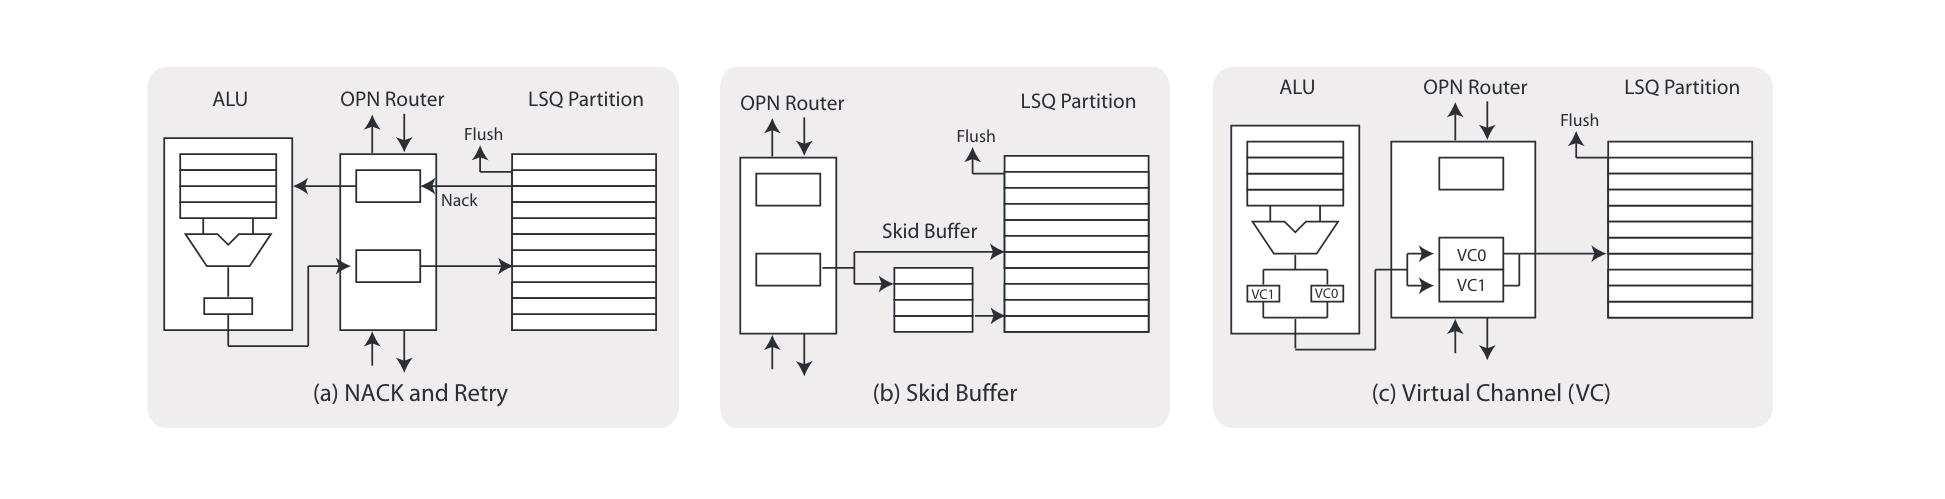 ALU
OPN Router
LSQ Partition
Flush
Nack
(a) NACK and Retry
OPN Router
LSQ Partition
Flush
Skid Buffer
(b) Skid Buffer
ALU
OPN Router
LSQ Partition
Flush
VC0
VC1
VC1
VC0
(c) Virtual Channel (VC)